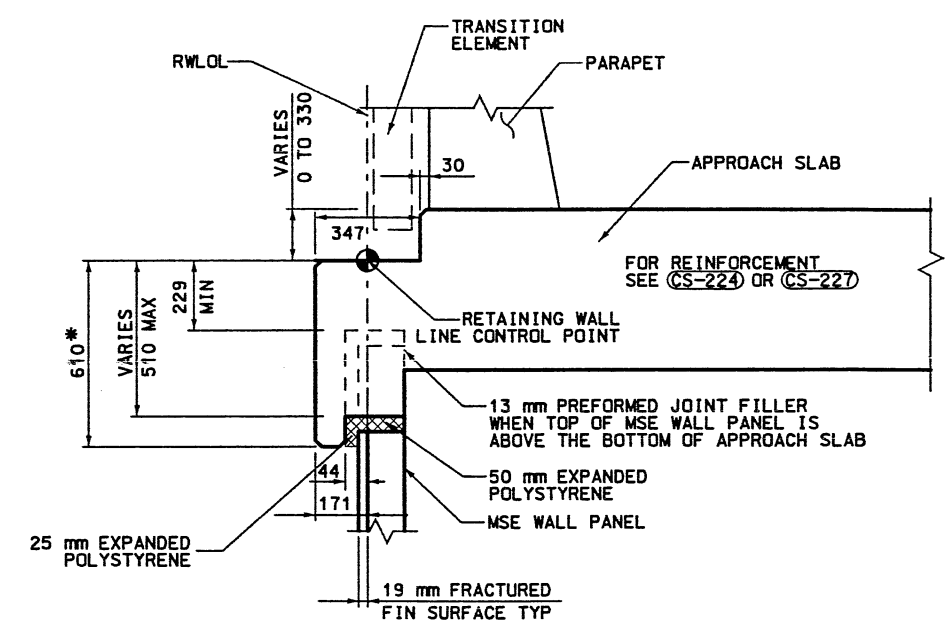 TRANSITION
ELEMENT
RWLOL
PARAPET
VARIES
0 TO 330
30
APPROACH SLAB
347
FOR REINFORCEMENT
SEE CS-224 OR CS-227
229
MIN
VARIES
510 MAX
610*
RETAINING WALL
LINE CONTROL POINT
13 mm PREFORMED JOINT FILLER
WHEN TOP OF MSE WALL PANEL IS
ABOVE THE BOTTOM OF APPROACH SLAB
44
50 mm EXPANDED
POLYSTYRENE
171
MSE WALL PANEL
25 mm EXPANDED
POLYSTYRENE
19 mm FRACTURED
FIN SURFACE TYP